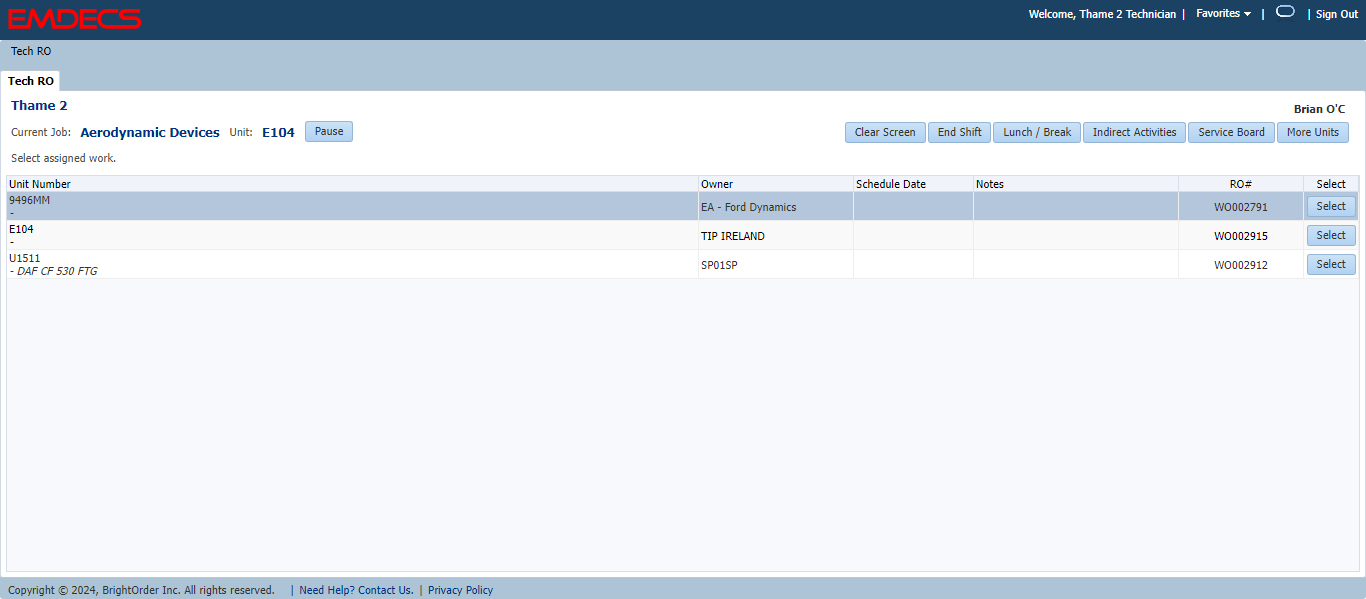 EMDECS
Welcome, Thame 2 Technician | Favorites | | Sign Out
Tech RO
Tech RO
Thame 2
Brian O'C
Current Job: Aerodynamic Devices Unit: E104 Pause
Clear Screen End Shift Lunch / Break Indirect Activities Service Board More Units
Select assigned work.
Unit Number Owner Schedule Date Notes RO# Select
9496MM
- EA - Ford Dynamics WO002791 Select
E104
- TIP IRELAND WO002915 Select
U1511
- DAF CF 530 FTG SP01SP WO002912 Select
Copyright © 2024, BrightOrder Inc. All rights reserved. | Need Help? Contact Us. | Privacy Policy